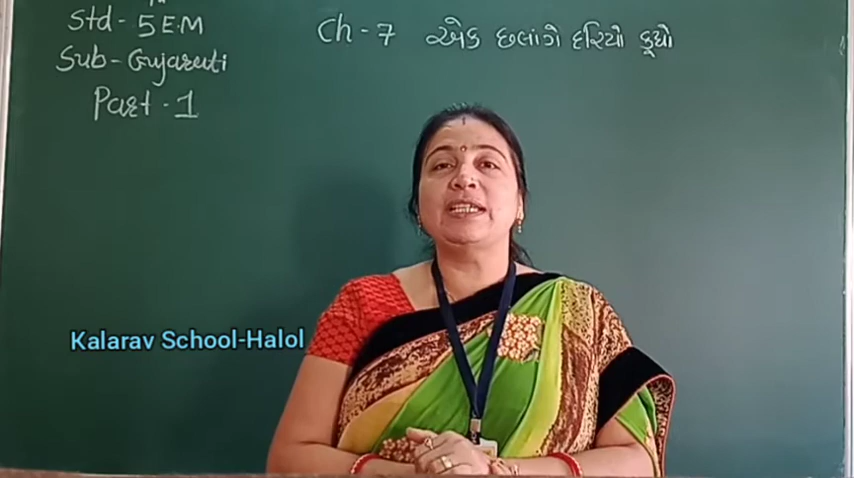 Std - 5 E.M
Sub - Gujarati
Part - 1
Ch - 7 એક છલાંગે દરિયો કૂદ્યો
Kalarav School-Halol